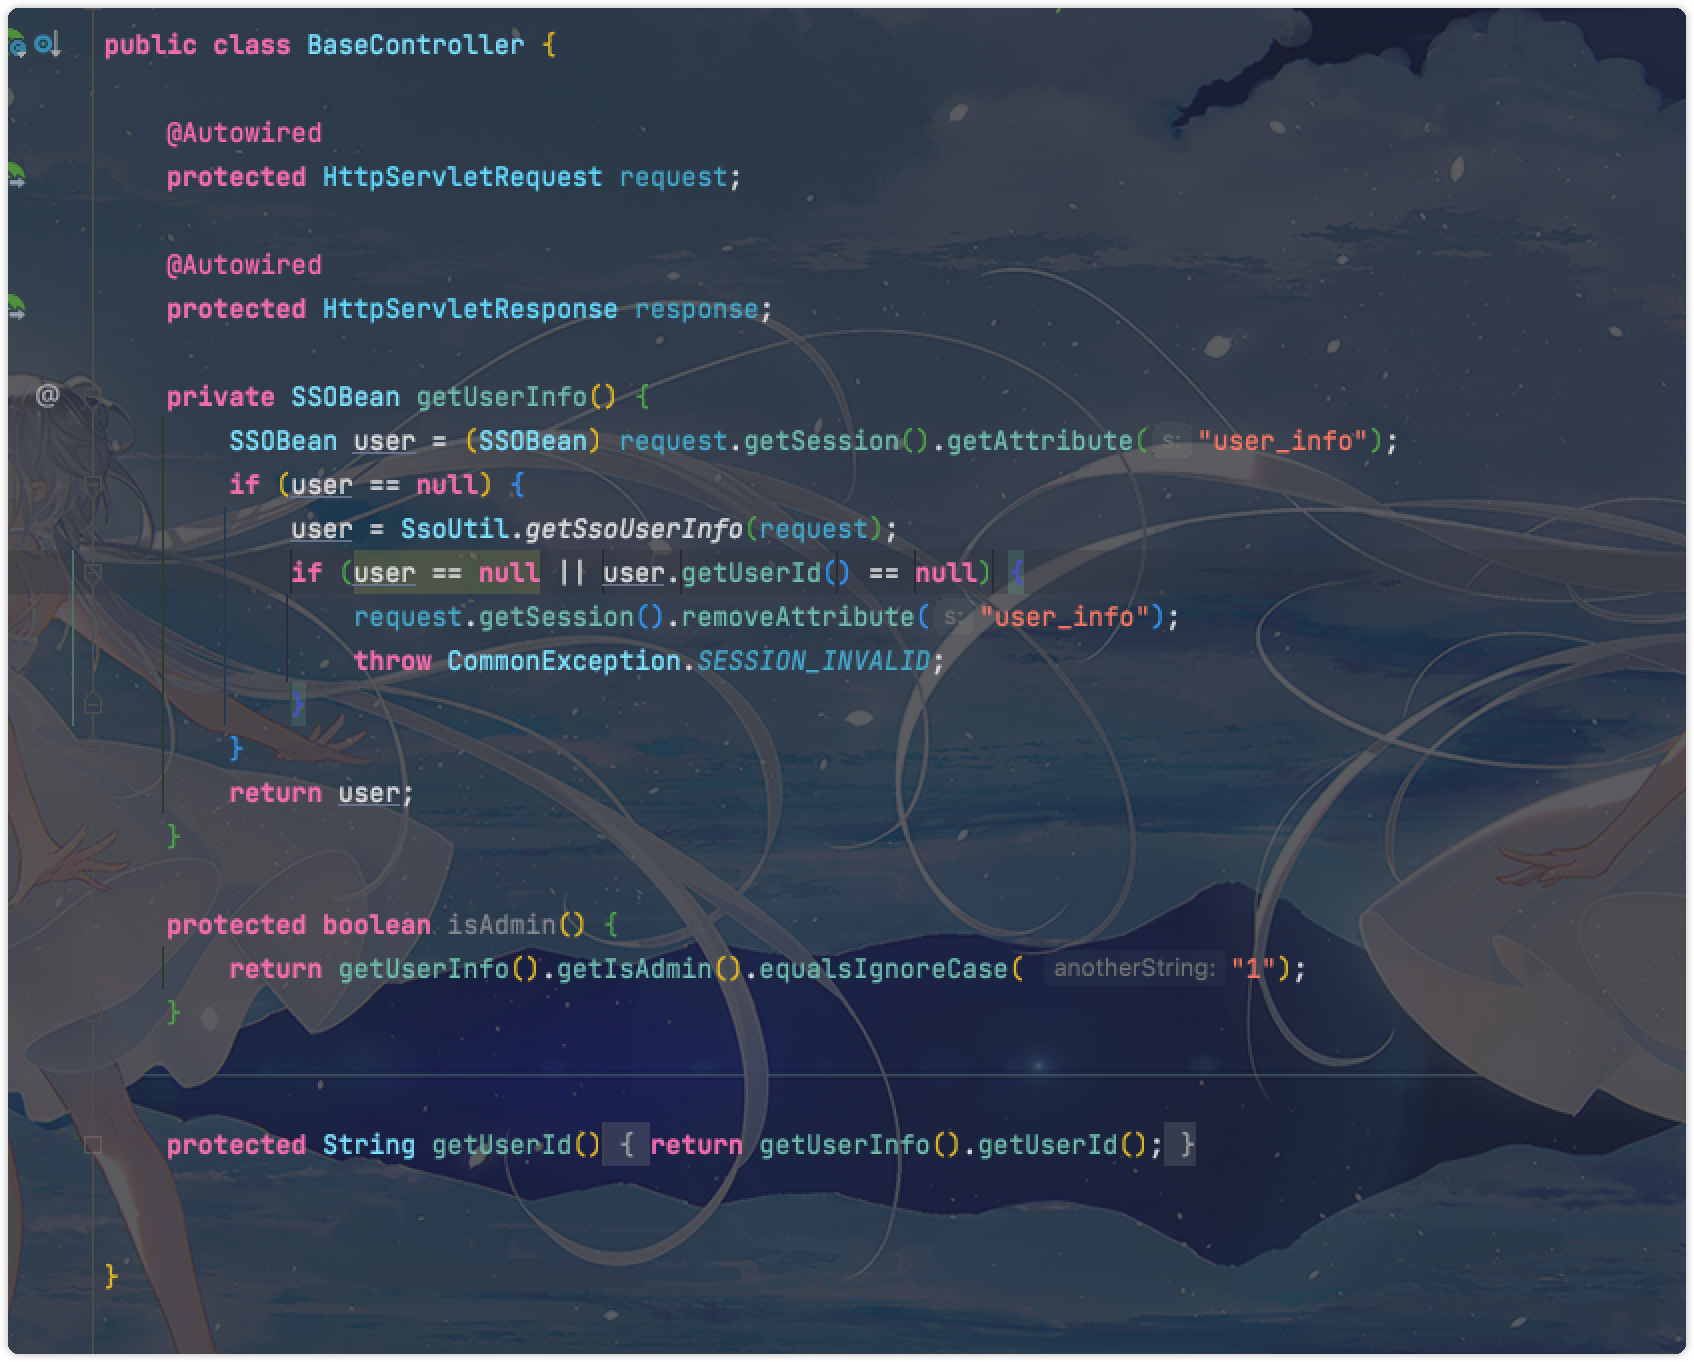 public class BaseController {
@Autowired
protected HttpServletRequest request;
@Autowired
protected HttpServletResponse response;
@
private SSOBean getUserInfo() {
SSOBean user = (SSOBean) request.getSession().getAttribute( s: "user_info");
if (user == null) {
user = SsoUtil.getSsoUserInfo(request);
if (user == null || user.getUserId() == null) {
request.getSession().removeAttribute( s: "user_info");
throw CommonException.SESSION_INVALID;
}
}
return user;
}
protected boolean isAdmin() {
return getUserInfo().getIsAdmin().equalsIgnoreCase( anotherString: "1");
}
protected String getUserId() { return getUserInfo().getUserId(); }
}